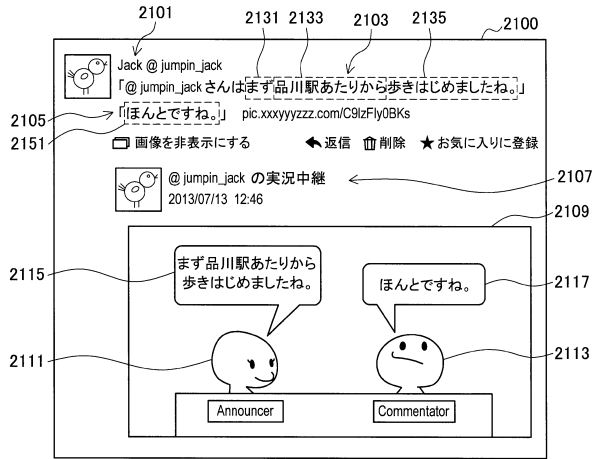 2101
2131
2133
2103
2135
2100
Jack @ jumpin_jack
「@ jumpin_jack さんはまず品川駅あたりから歩きはじめましたね。」
2105
「ほんとですね。」 pic.xxxyyyzzz.com/C9lzFly0BKs
2151
画像を非表示にする 返信 削除 ★お気に入りに登録
@ jumpin_jack の実況中継
2107
2013/07/13 12:46
2109
2115
まず品川駅あたりから
歩きはじめましたね。
ほんとですね。
2117
2111
2113
Announcer
Commentator